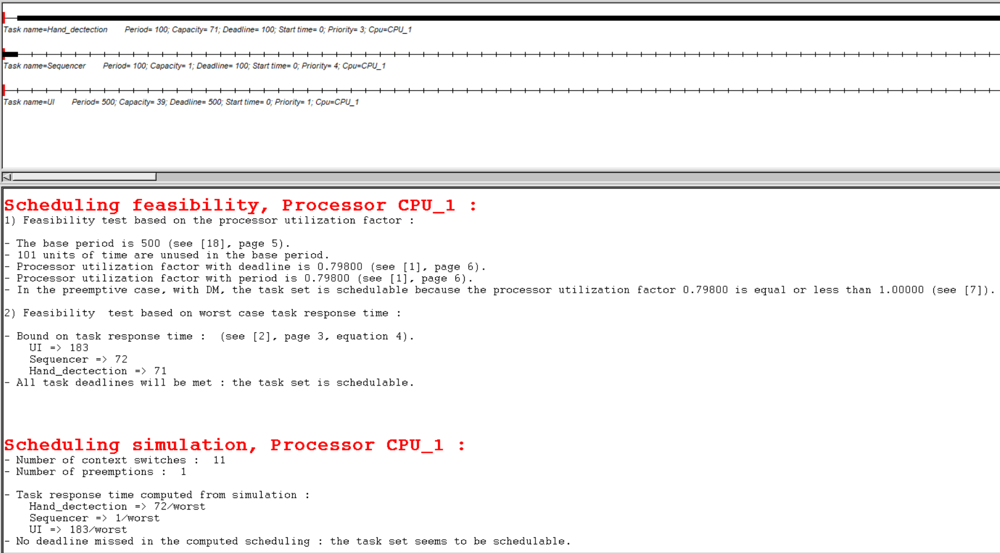 Task name=Hand_dectection Period= 100; Capacity= 71; Deadline= 100; Start time= 0; Priority= 3; Cpu=CPU_1
Task name=Sequencer Period= 100; Capacity= 1; Deadline= 100; Start time= 0; Priority= 4; Cpu=CPU_1
Task name=UI Period= 500; Capacity= 39; Deadline= 500; Start time= 0; Priority= 1; Cpu=CPU_1
Scheduling feasibility, Processor CPU_1 :
1) Feasibility test based on the processor utilization factor :
- The base period is 500 (see [18], page 5).
- 101 units of time are unused in the base period.
- Processor utilization factor with deadline is 0.79800 (see [1], page 6).
- Processor utilization factor with period is 0.79800 (see [1], page 6).
- In the preemptive case, with DM, the task set is schedulable because the processor utilization factor 0.79800 is equal or less than 1.00000 (see [7]).
2) Feasibility  test based on worst case task response time :
- Bound on task response time :  (see [2], page 3, equation 4).
UI => 183
Sequencer => 72
Hand_dectection => 71
- All task deadlines will be met : the task set is schedulable.
Scheduling simulation, Processor CPU_1 :
- Number of context switches :  11
- Number of preemptions :  1
- Task response time computed from simulation :
Hand_dectection => 72/worst
Sequencer => 1/worst
UI => 183/worst
- No deadline missed in the computed scheduling : the task set seems to be schedulable.